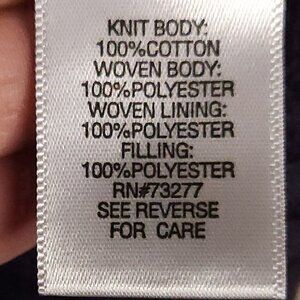 KNIT BODY:
100%COTTON
WOVEN BODY:
100%POLYESTER
WOVEN LINING:
100%POLYESTER
FILLING:
100%POLYESTER
RN#73277
SEE REVERSE
FOR CARE